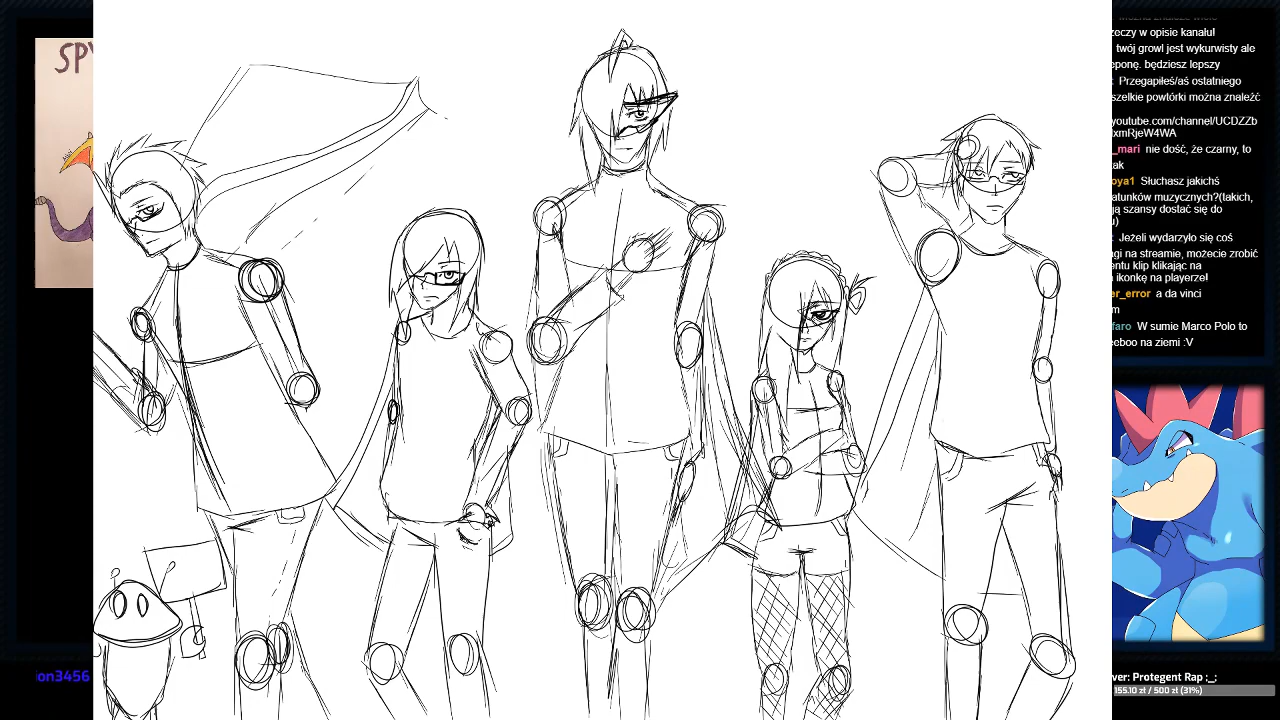 SPY
eczy w opisie kanału!
twój growl jest wykurwisty ale
eponę. będziesz lepszy
Przegapiłeś/aś ostatniego
szelkie powtórki można znaleźć
youtube.com/channel/UCDZZb
xmRjeW4WA
_mari nie dość, że czarny, to
ak
oya1 Słuchasz jakichś
atunków muzycznych?(takich,
ą szansy dostać się do
u)
Jeżeli wydarzyło się coś
agi na streamie, możecie zrobić
entu klip klikając na
ikonkę na playerze!
er_error a da vinci
m
faro W sumie Marco Polo to
eeboo na ziemi :V
on3456
ver: Protegent Rap ;_;
155.10 zł / 500 zł (31%)